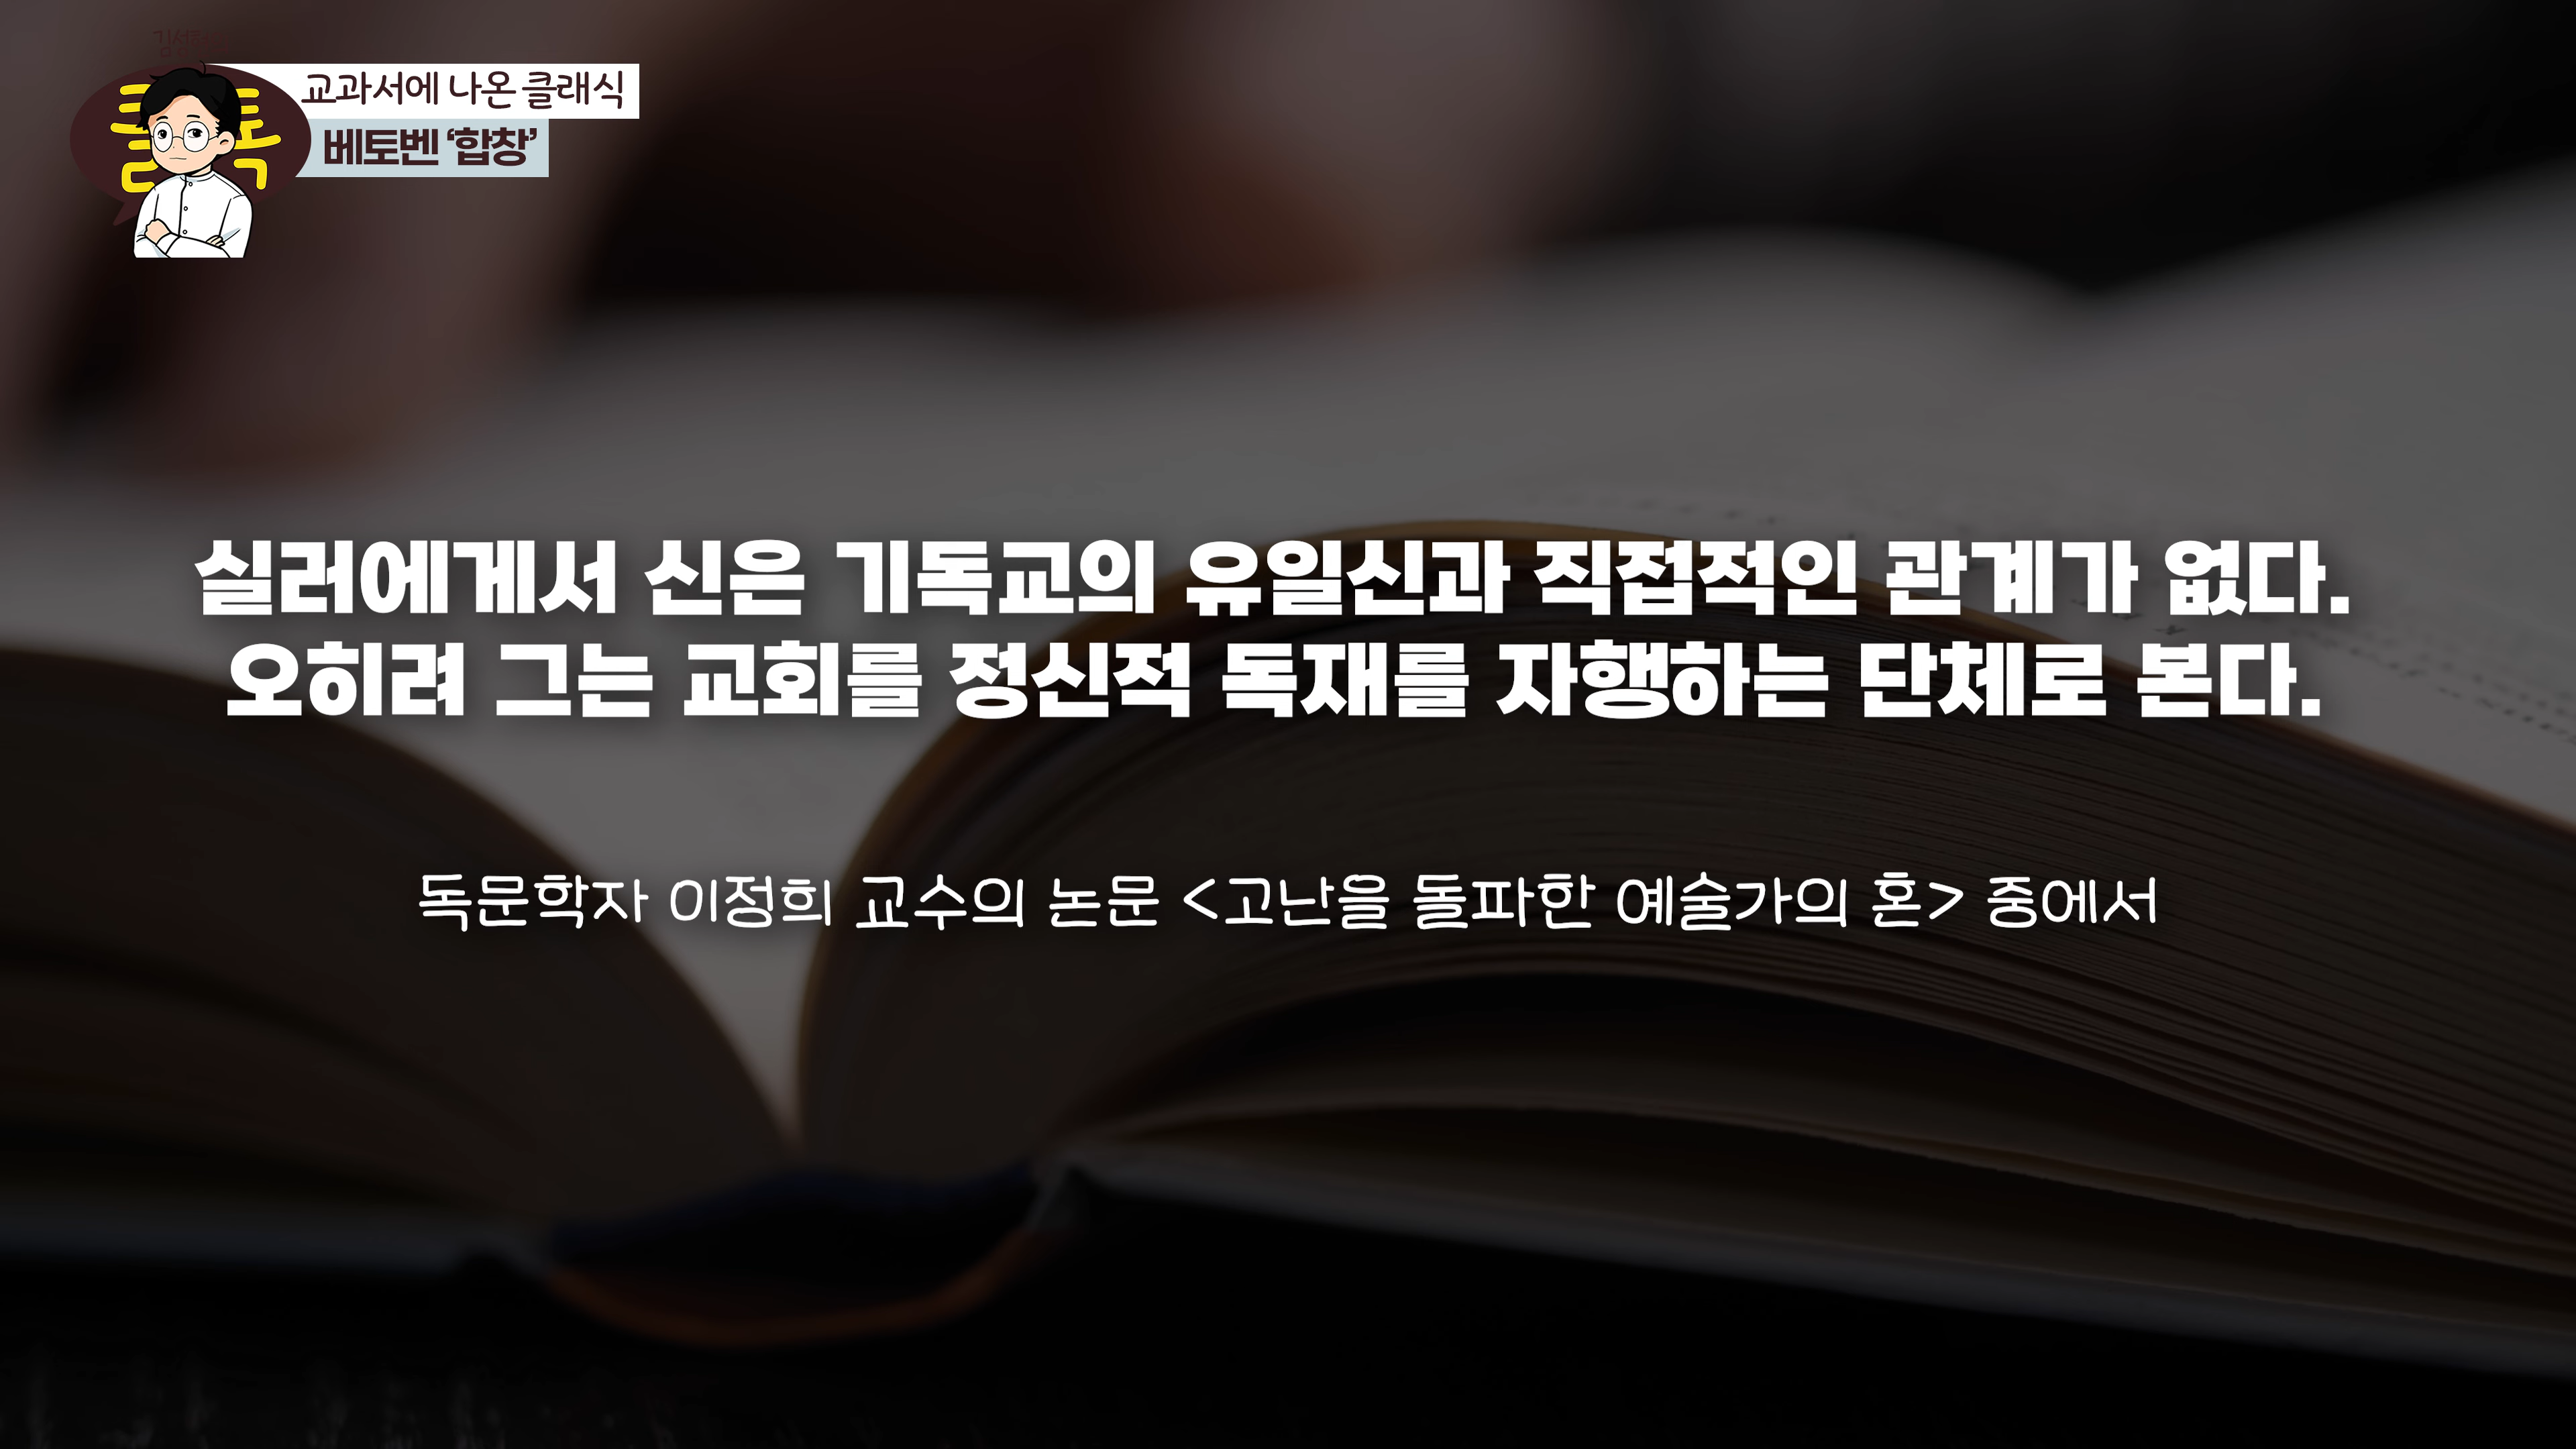 교과서에 나온 클래식
베토벤 ‘합창’
실러에게서 신은 기독교의 유일신과 직접적인 관계가 없다.
오히려 그는 교회를 정신적 독재를 자행하는 단체로 본다.
독문학자 이정희 교수의 논문 <고난을 돌파한 예술가의 혼> 중에서